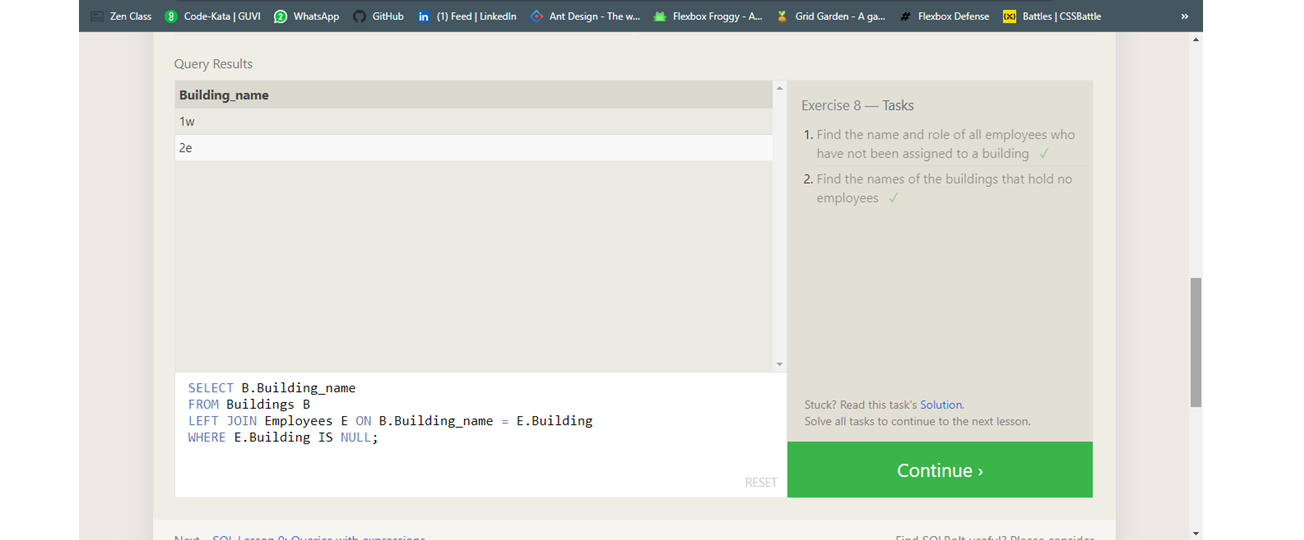 Zen Class Code-Kata | GUVI WhatsApp GitHub (1) Feed | LinkedIn Ant Design - The w... Flexbox Froggy - A... Grid Garden - A ga... Flexbox Defense Battles | CSSBattle »
Query Results
Building_name
1w
2e
Exercise 8 — Tasks
1. Find the name and role of all employees who
have not been assigned to a building ✓
2. Find the names of the buildings that hold no
employees ✓
SELECT B.Building_name
FROM Buildings B
LEFT JOIN Employees E ON B.Building_name = E.Building
WHERE E.Building IS NULL;
RESET
Stuck? Read this task's Solution.
Solve all tasks to continue to the next lesson.
Continue ›
Next – SQL Lesson 9: Queries with expressions
Find SQLBolt useful? Please consider